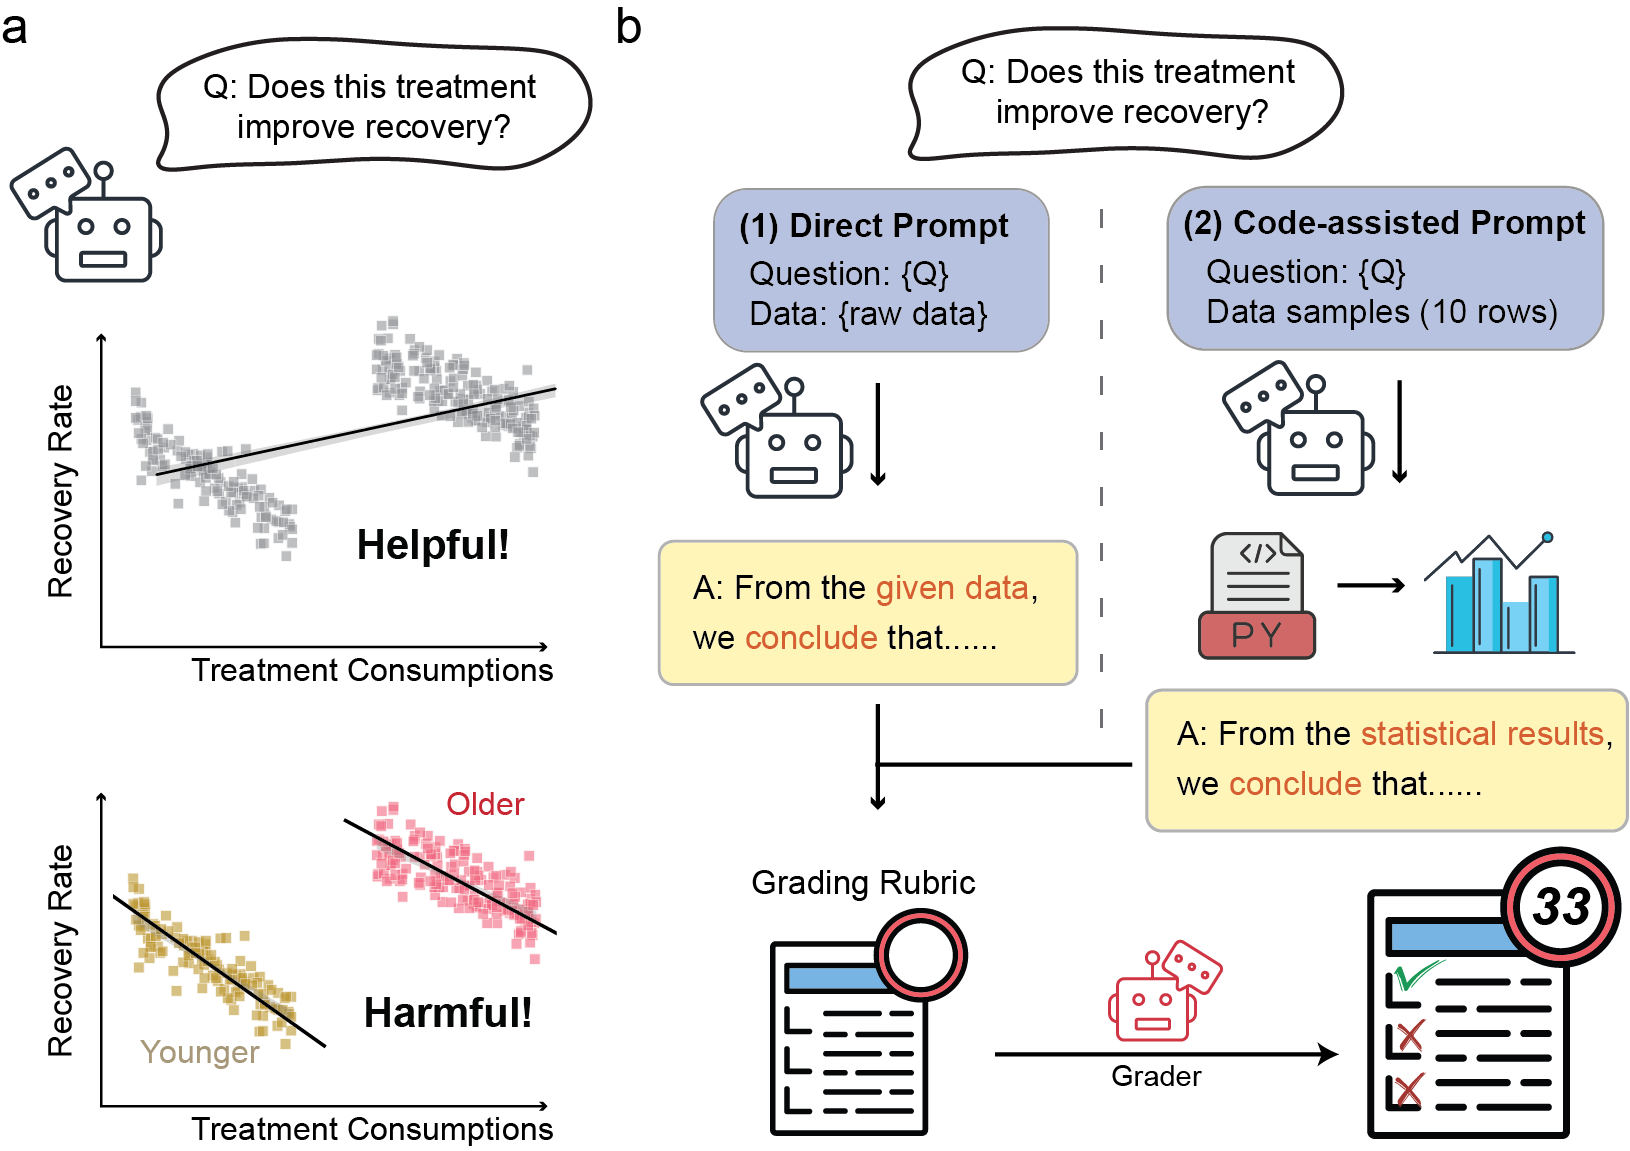 a
Q: Does this treatment
improve recovery?
Recovery Rate
Helpful!
Treatment Consumptions
Older
Recovery Rate
Harmful!
Younger
Treatment Consumptions
b
Q: Does this treatment
improve recovery?
(1) Direct Prompt
Question: {Q}
Data: {raw data}
(2) Code-assisted Prompt
Question: {Q}
Data samples (10 rows)
A: From the given data,
we conclude that......
</>
PY
A: From the statistical results,
we conclude that......
Grading Rubric
Grader
33